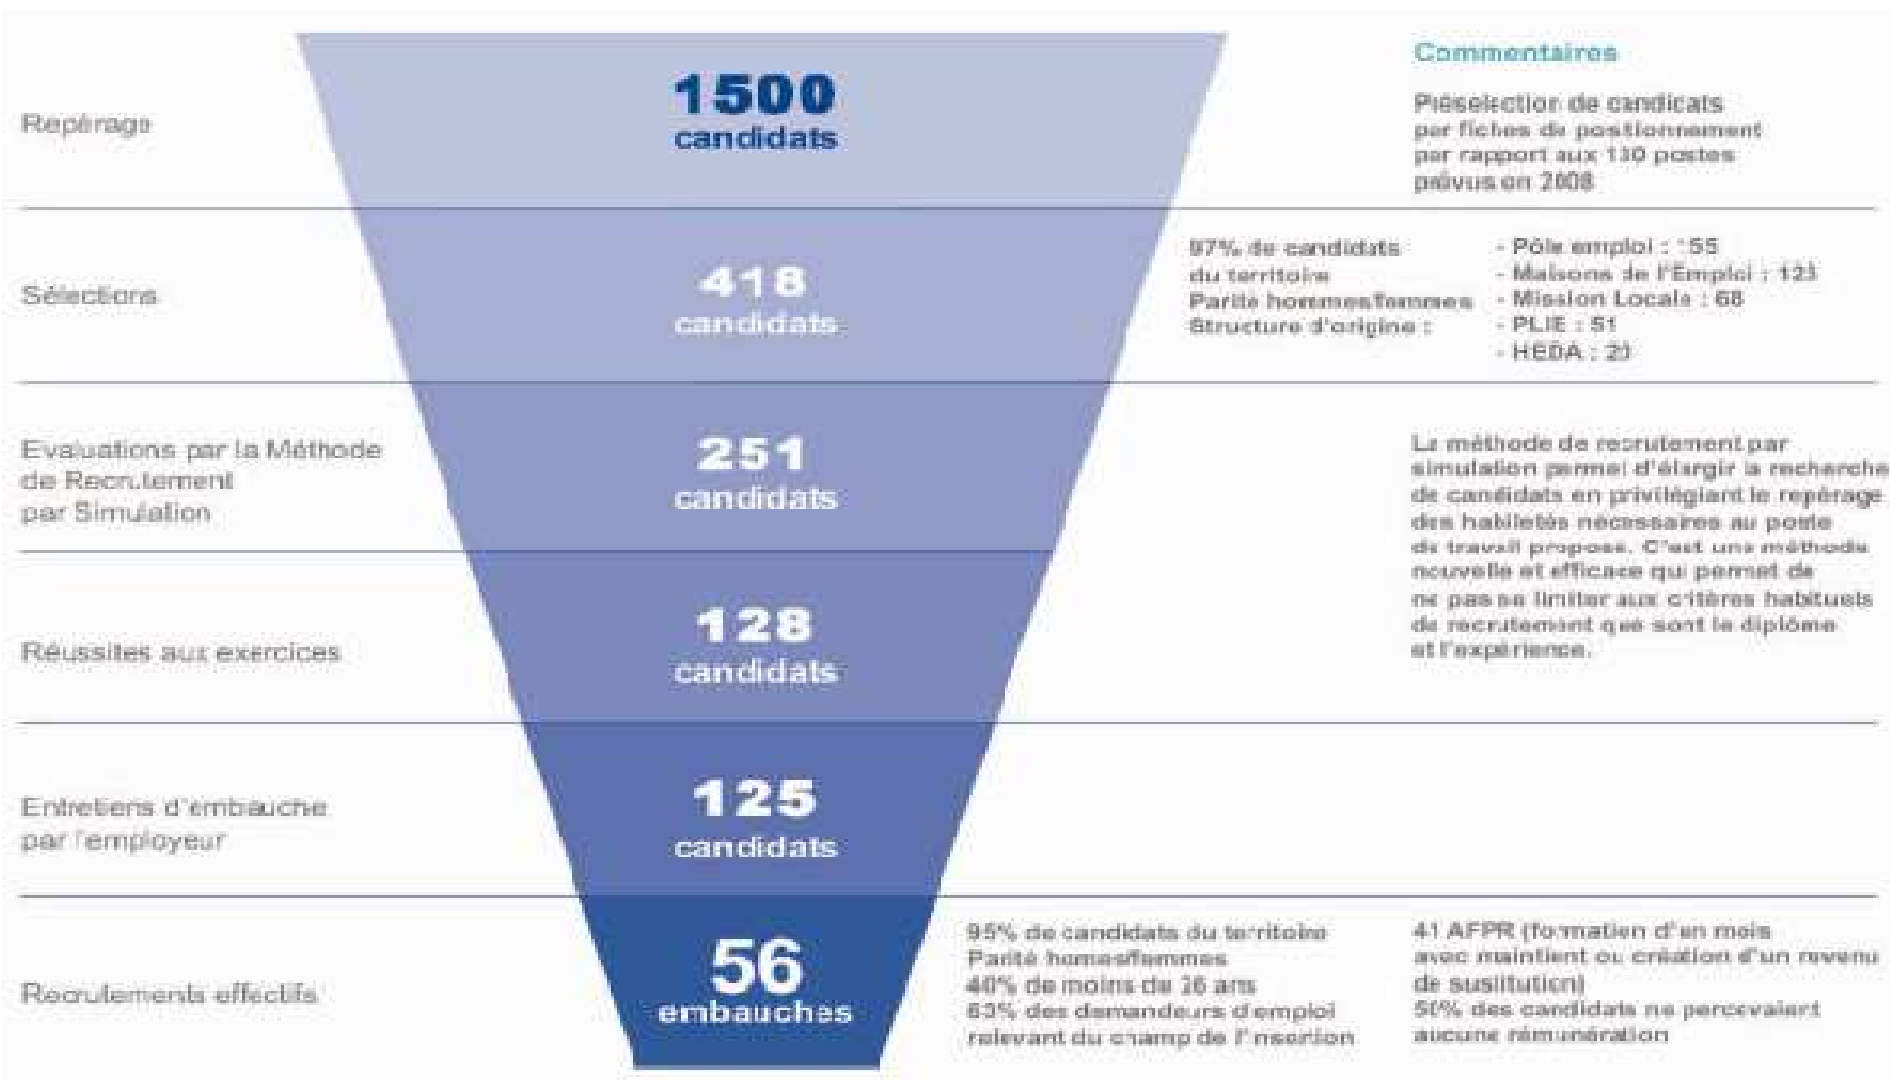 Commentaires
Repérage
1500
candidats
Préselection de candicats
par fiches de positionnement
par rapport aux 130 postes
prévus en 2008
Sélections
418
candidats
97% de candidats
du territoire
Parité hommes/femmes
Structure d'origine :
- Pôle emploi : 155
- Maisons de l'Emploi : 123
- Mission Locale : 68
- PLIE : 51
- HEDA :
Evaluations par la Méthode
de Recrutement
par Simulation
251
candidats
La méthode de recrutement par
simulation permet d'élargir la recherche
de candidats en privilégiant le repérage
des habiletés nécessaires au poste
de travail proposé. C'est une méthode
nouvelle et efficace qui permet de
ne pas se limiter aux critères habituels
de recrutement que sont le diplôme
et l'expérience.
Réussites aux exercices
128
candidats
Entretiens d'embauche
par l'employeur
125
candidats
Recrutements effectifs
56
embauches
95% de candidats du territoire
Parité homes/femmes
40% de moins de 26 ans
63% des demandeurs d'emploi
relevant du champ de l'insertion
41 AFPR (formation d'un mois
avec maintient ou création d'un revenu
de susititution)
50% des candidats ne percevaient
aucune rémunération